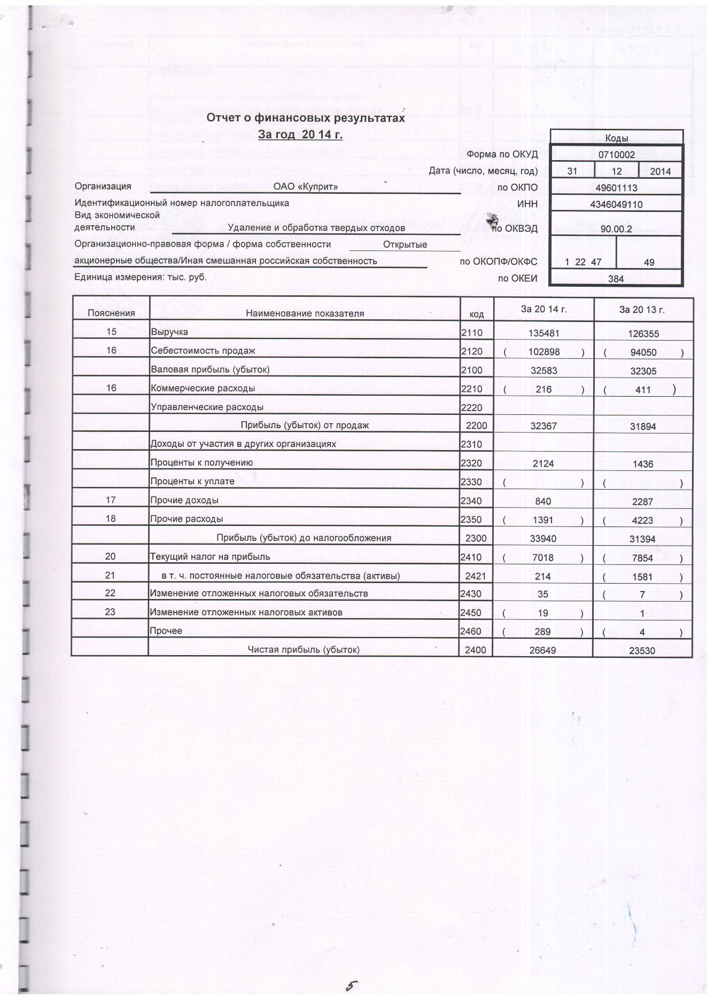 Отчет о финансовых результатах
За год 20 14 г.
Коды
Форма по ОКУД 0710002
Дата (число, месяц, год) 31 12 2014
Организация ОАО «Куприт» по ОКПО 49601113
Идентификационный номер налогоплательщика ИНН 4346049110
Вид экономической
деятельности Удаление и обработка твердых отходов по ОКВЭД 90.00.2
Организационно-правовая форма / форма собственности Открытые
акционерные общества/Иная смешанная российская собственность по ОКОПФ/ОКФС 1 22 47 49
Единица измерения: тыс. руб. по ОКЕИ 384
Пояснения Наименование показателя код За 20 14 г. За 20 13 г.
15 Выручка 2110 135481 126355
16 Себестоимость продаж 2120 ( 102898 ) ( 94050 )
Валовая прибыль (убыток) 2100 32583 32305
16 Коммерческие расходы 2210 ( 216 ) ( 411 )
Управленческие расходы 2220
Прибыль (убыток) от продаж 2200 32367 31894
Доходы от участия в других организациях 2310
Проценты к получению 2320 2124 1436
Проценты к уплате 2330 ( ) ( )
17 Прочие доходы 2340 840 2287
18 Прочие расходы 2350 ( 1391 ) ( 4223 )
Прибыль (убыток) до налогообложения 2300 33940 31394
20 Текущий налог на прибыль 2410 ( 7018 ) ( 7854 )
21 в т. ч. постоянные налоговые обязательства (активы) 2421 214 ( 1581 )
22 Изменение отложенных налоговых обязательств 2430 35 ( 7 )
23 Изменение отложенных налоговых активов 2450 ( 19 ) 1
Прочее 2460 ( 289 ) ( 4 )
Чистая прибыль (убыток) 2400 26649 23530
5